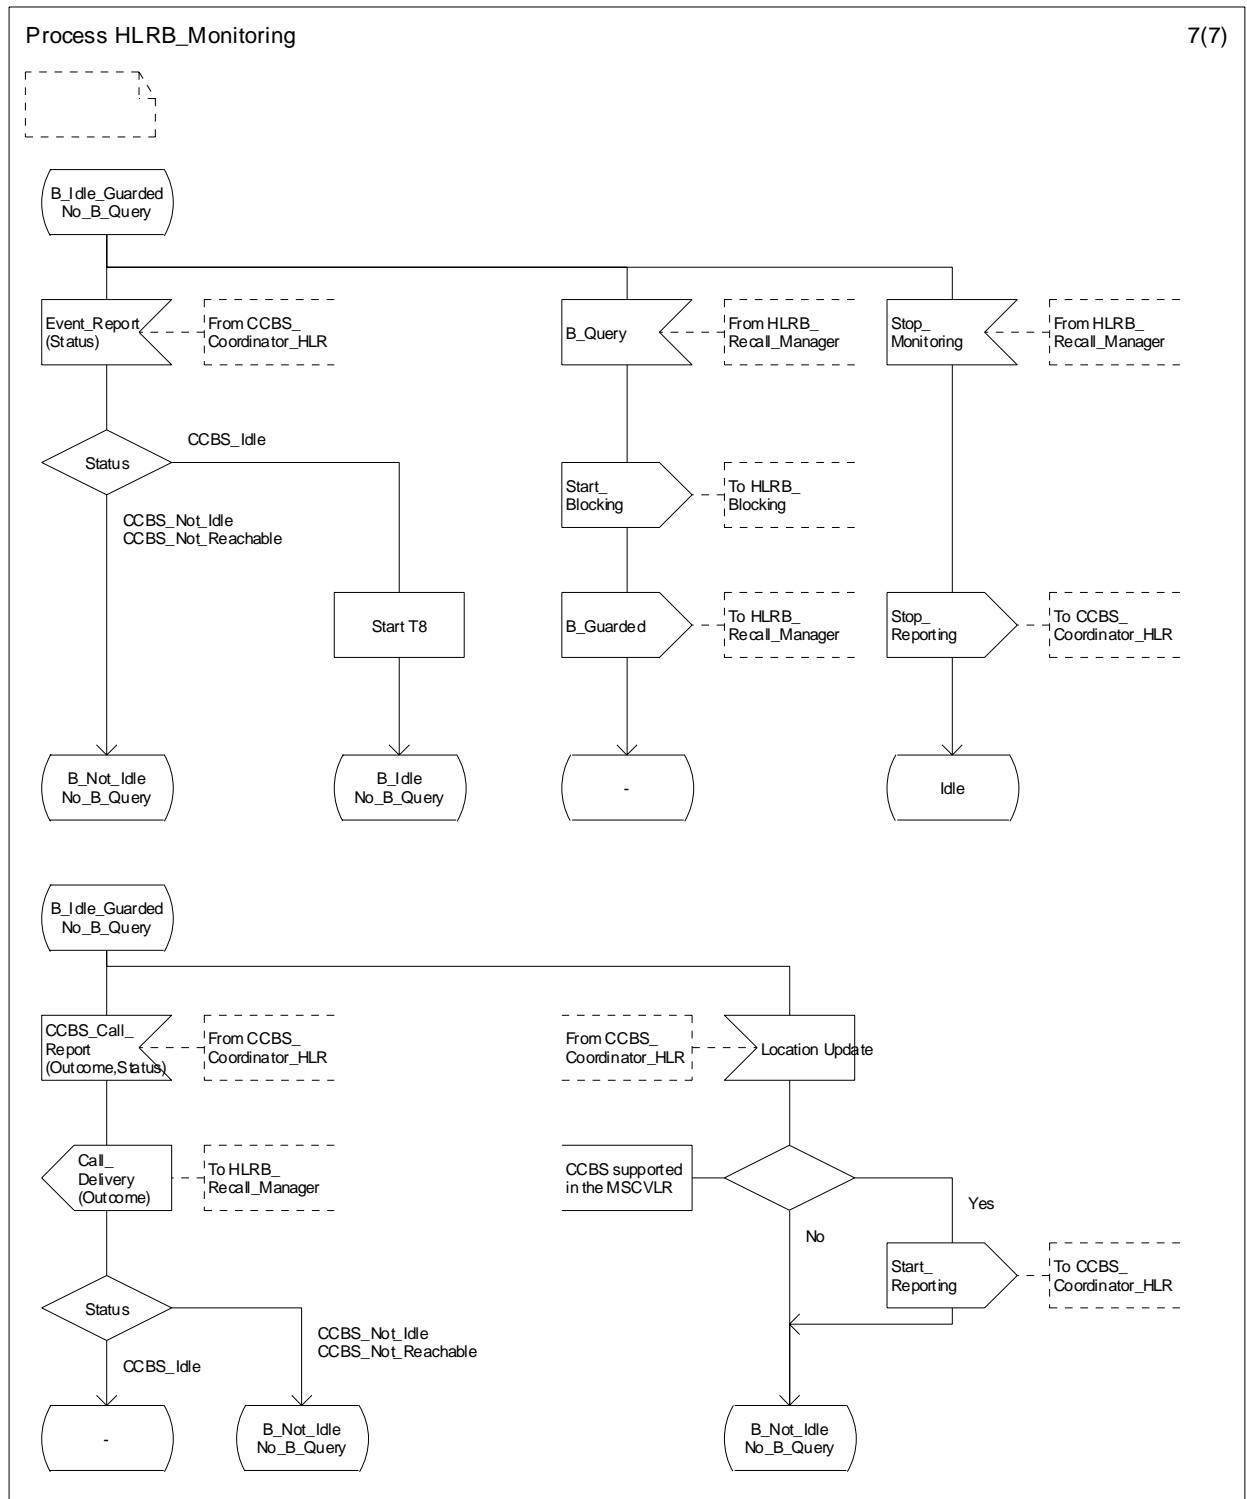 Process HLRB_Monitoring
7(7)
B_Idle_Guarded
No_B_Query
Event_Report
(Status)
From CCBS_
Coordinator_HLR
B_Query
From HLRB_
Recall_Manager
Stop_
Monitoring
From HLRB_
Recall_Manager
Status
CCBS_Idle
CCBS_Not_Idle
CCBS_Not_Reachable
Start_
Blocking
To HLRB_
Blocking
Start T8
B_Guarded
To HLRB_
Recall_Manager
Stop_
Reporting
To CCBS_
Coordinator_HLR
B_Not_Idle
No_B_Query
B_Idle
No_B_Query
-
Idle
B_Idle_Guarded
No_B_Query
CCBS_Call_
Report
(Outcome,Status)
From CCBS_
Coordinator_HLR
From CCBS_
Coordinator_HLR
Location Update
Call_
Delivery
(Outcome)
To HLRB_
Recall_Manager
CCBS supported
in the MSCVLR
Yes
No
Start_
Reporting
To CCBS_
Coordinator_HLR
Status
CCBS_Not_Idle
CCBS_Not_Reachable
CCBS_Idle
-
B_Not_Idle
No_B_Query
B_Not_Idle
No_B_Query